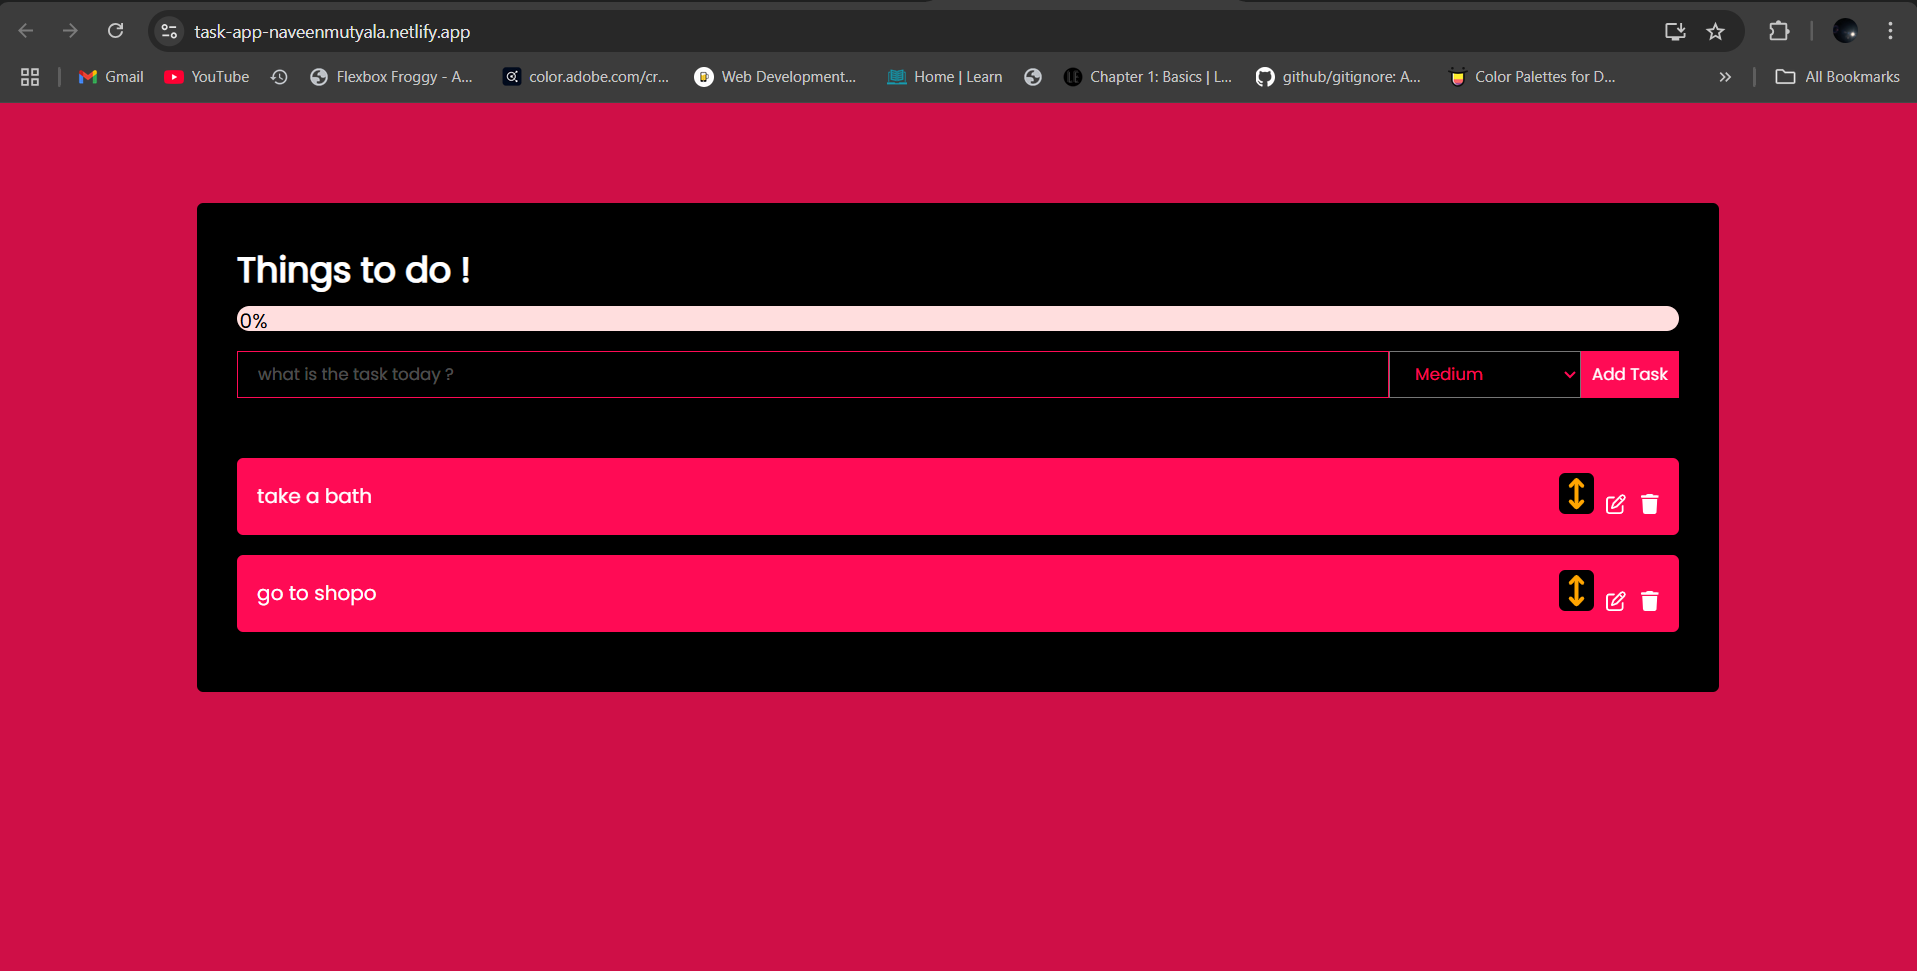 task-app-naveenmutyala.netlify.app
Gmail YouTube Flexbox Froggy - A... color.adobe.com/cr... Web Development... Home | Learn Chapter 1: Basics | L... github/gitignore: A... Color Palettes for D... All Bookmarks
Things to do !
0%
what is the task today ? Medium Add Task
take a bath
go to shopo